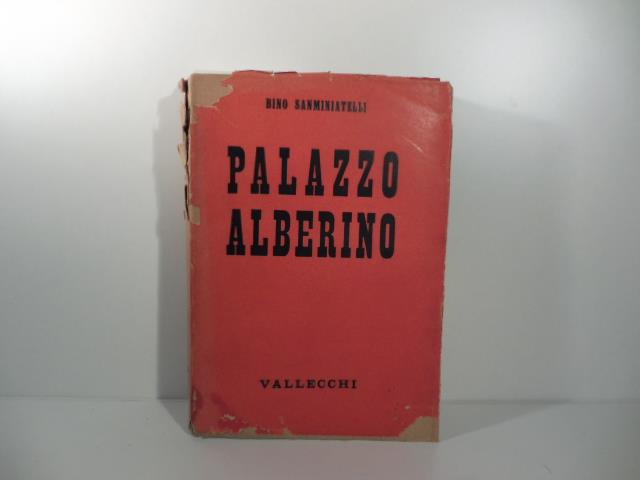 BINO SANMINIATELLI
PALAZZO
ALBERINO
VALLECCHI